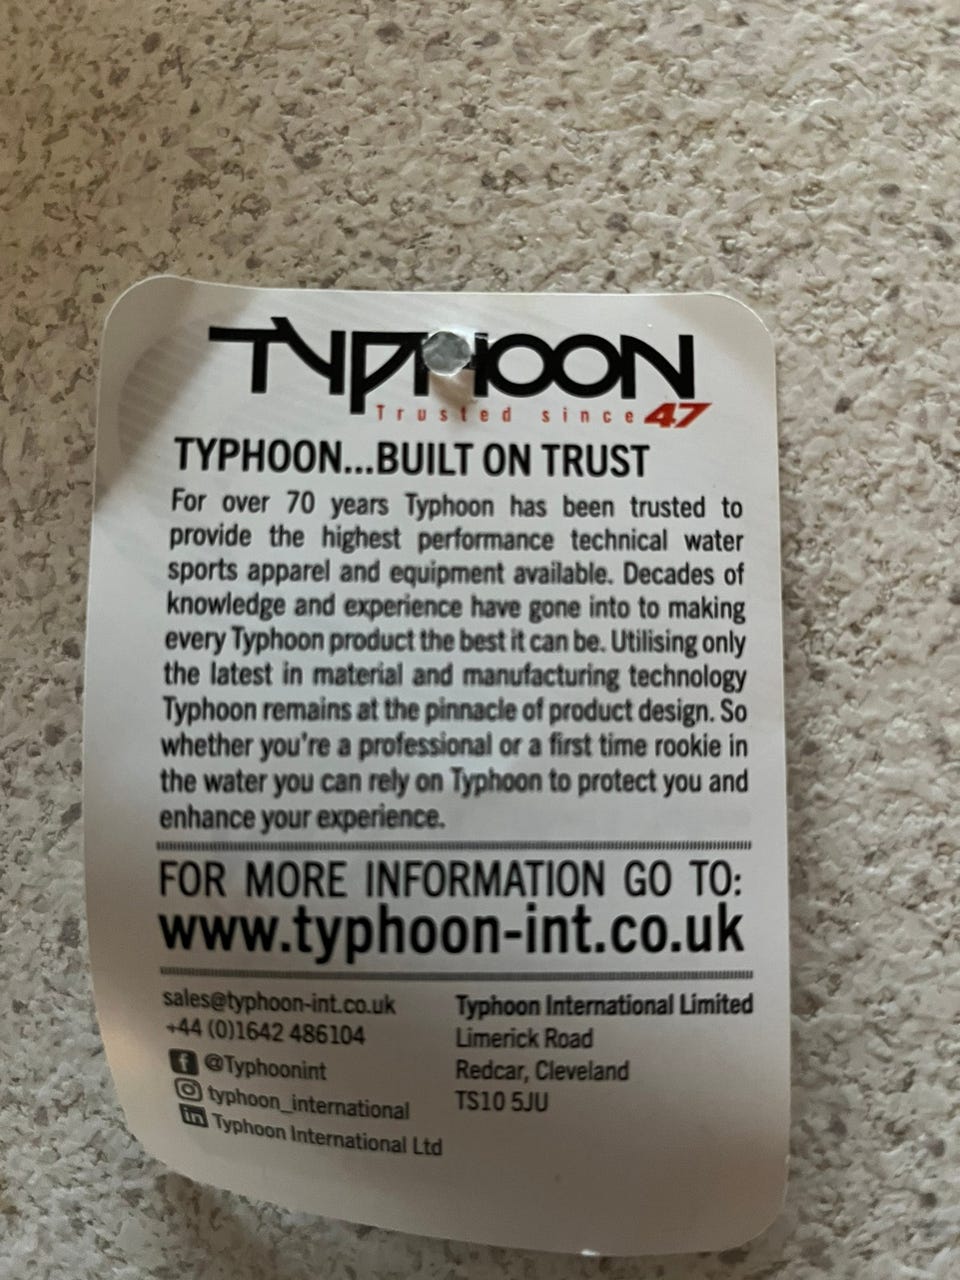 TYPHOON
Trusted since 47
TYPHOON...BUILT ON TRUST
For over 70 years Typhoon has been trusted to
provide the highest performance technical water
sports apparel and equipment available. Decades of
knowledge and experience have gone into to making
every Typhoon product the best it can be. Utilising only
the latest in material and manufacturing technology
Typhoon remains at the pinnacle of product design. So
whether you're a professional or a first time rookie in
the water you can rely on Typhoon to protect you and
enhance your experience.
FOR MORE INFORMATION GO TO:
www.typhoon-int.co.uk
sales@typhoon-int.co.uk
+44 (0)1642 486104
f @Typhoonint
typhoon_international
in Typhoon International Ltd
Typhoon International Limited
Limerick Road
Redcar, Cleveland
TS10 5JU